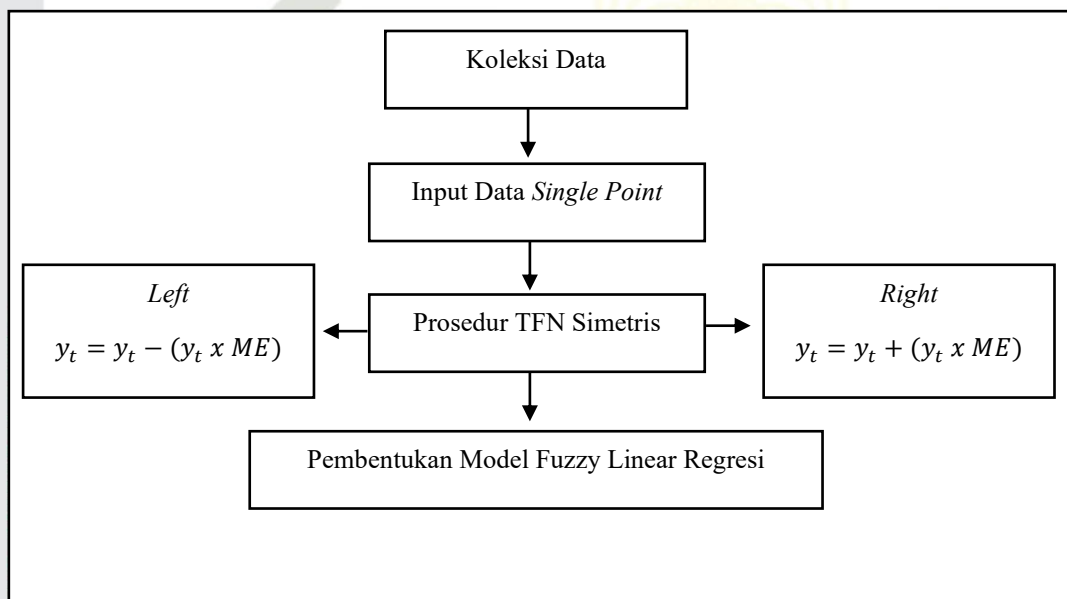 Koleksi Data
Input Data Single Point
Left
y_t = y_t − (y_t x ME)
Prosedur TFN Simetris
Right
y_t = y_t + (y_t x ME)
Pembentukan Model Fuzzy Linear Regresi